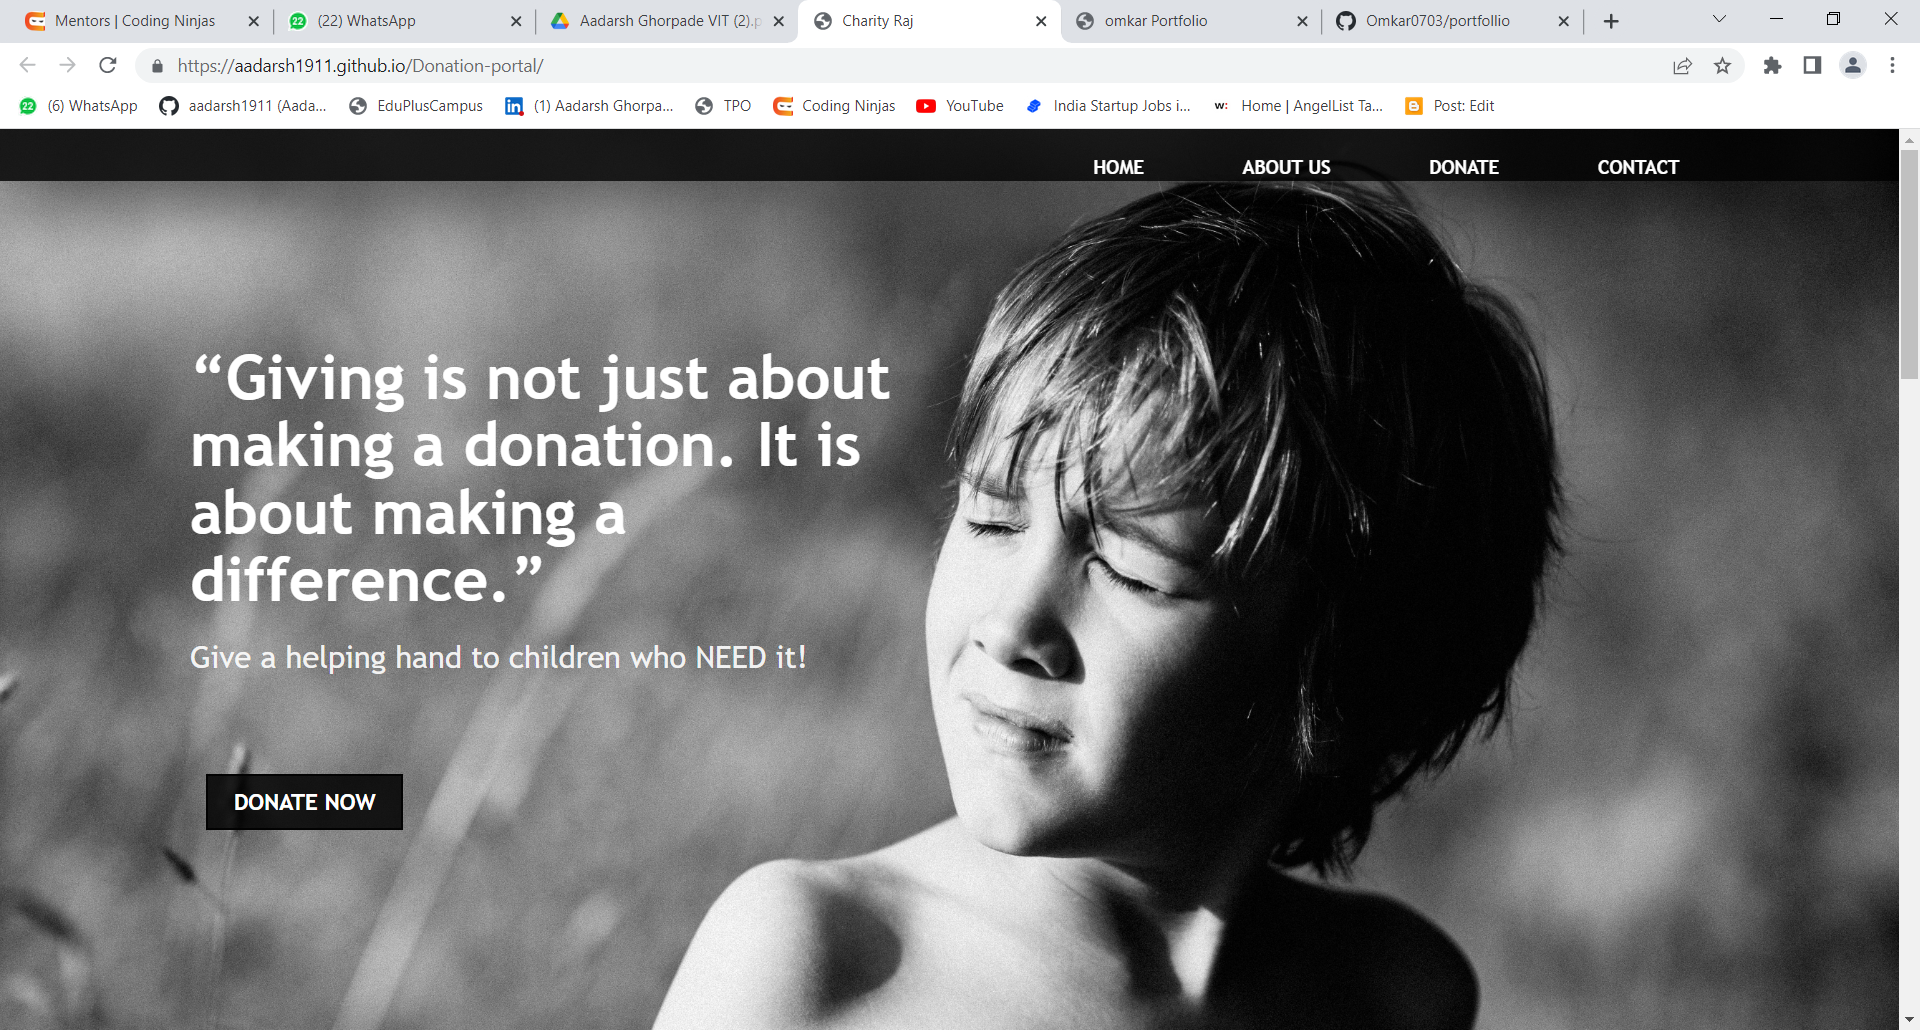 Mentors | Coding Ninjas
(22) WhatsApp
Aadarsh Ghorpade VIT (2).p
Charity Raj
omkar Portfolio
Omkar0703/portfollio
https://aadarsh1911.github.io/Donation-portal/
(6) WhatsApp
aadarsh1911 (Aada...
EduPlusCampus
(1) Aadarsh Ghorpa...
TPO
Coding Ninjas
YouTube
India Startup Jobs i...
Home | AngelList Ta...
Post: Edit
HOME
ABOUT US
DONATE
CONTACT
“Giving is not just about
making a donation. It is
about making a
difference.”
Give a helping hand to children who NEED it!
DONATE NOW